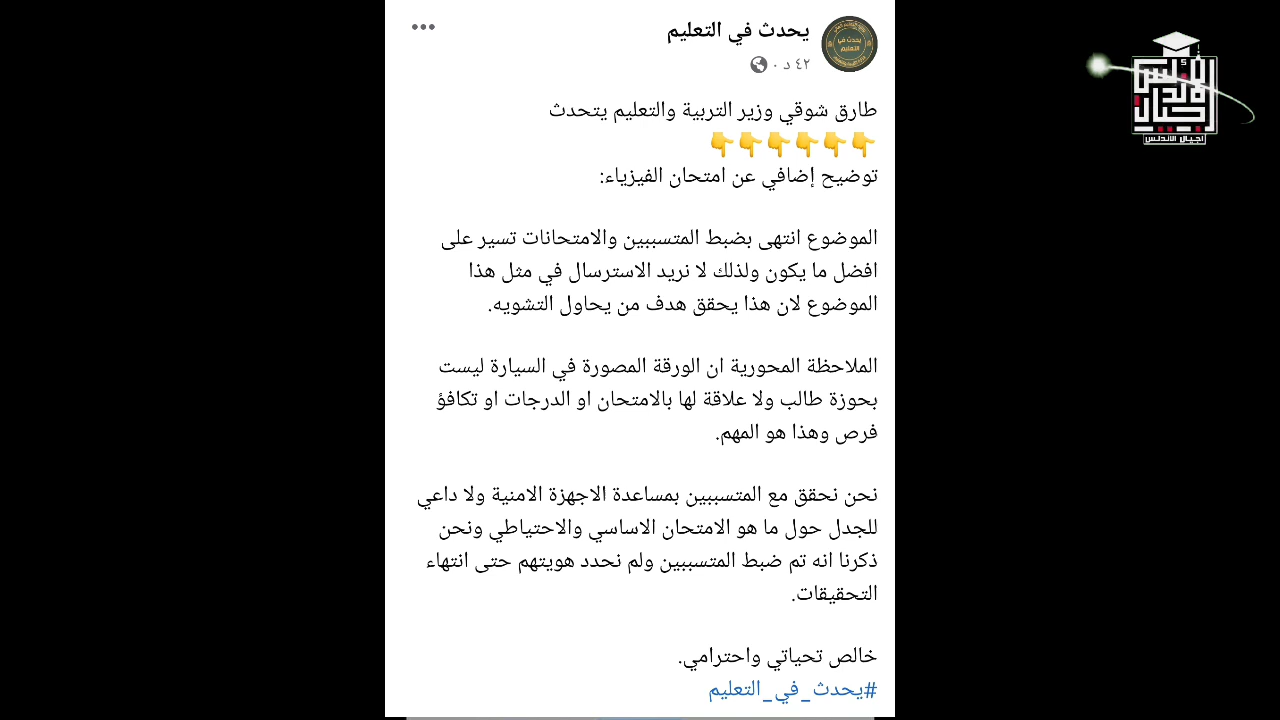 يحدث في التعليم
٤٢ د ·
طارق شوقي وزير التربية والتعليم يتحدث
👇👇👇👇👇👇
توضيح إضافي عن امتحان الفيزياء:
الموضوع انتهى بضبط المتسببين والامتحانات تسير على
افضل ما يكون ولذلك لا نريد الاسترسال في مثل هذا
الموضوع لان هذا يحقق هدف من يحاول التشويه.
الملاحظة المحورية ان الورقة المصورة في السيارة ليست
بحوزة طالب ولا علاقة لها بالامتحان او الدرجات او تكافؤ
فرص وهذا هو المهم.
نحن نحقق مع المتسببين بمساعدة الاجهزة الامنية ولا داعي
للجدل حول ما هو الامتحان الاساسي والاحتياطي ونحن
ذكرنا انه تم ضبط المتسببين ولم نحدد هويتهم حتى انتهاء
التحقيقات.
خالص تحياتي واحترامي.
#يحدث_في_التعليم
أجيال الأندلس
اجيال الاندلس